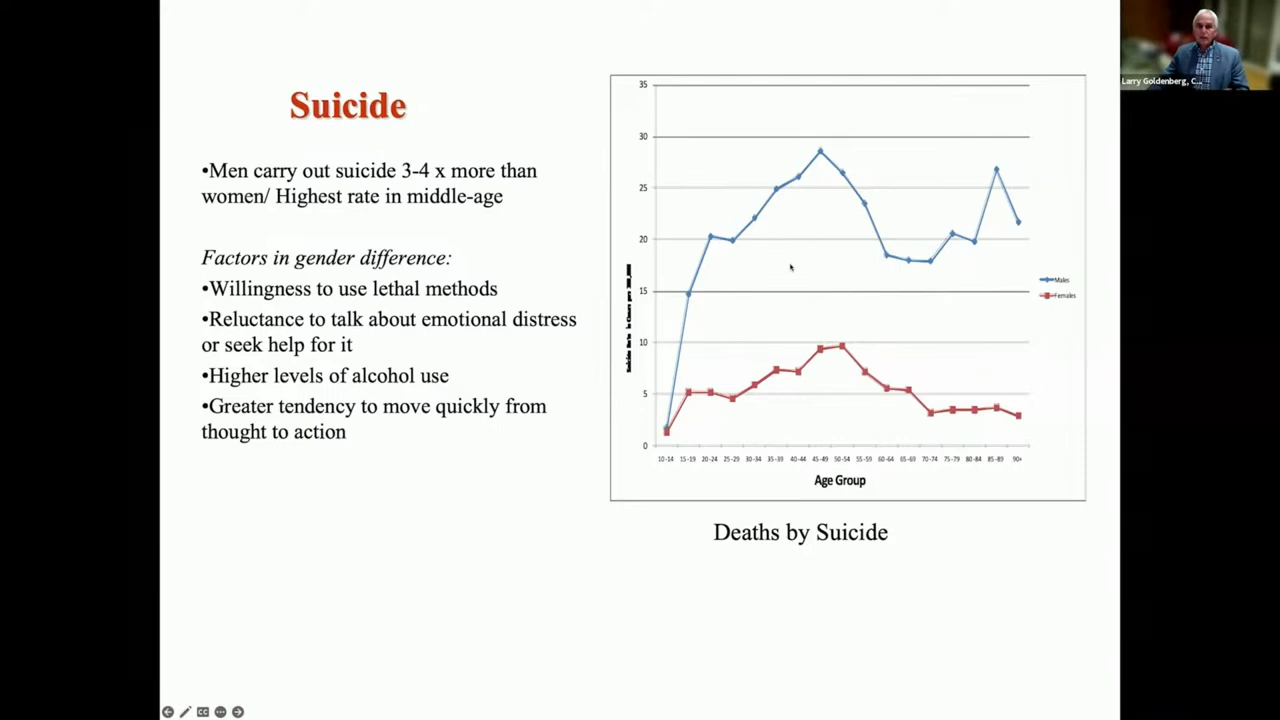 Larry Goldenberg, C...
Suicide
•Men carry out suicide 3-4 x more than
women/ Highest rate in middle-age
Factors in gender difference:
•Willingness to use lethal methods
•Reluctance to talk about emotional distress
or seek help for it
•Higher levels of alcohol use
•Greater tendency to move quickly from
thought to action
35
30
25
20
15
10
5
0
10-14 15-19 20-24 25-29 30-34 35-39 40-44 45-49 50-54 55-59 60-64 65-69 70-74 75-79 80-84 85-89 90+
Age Group
Males
Females
Deaths by Suicide
CC